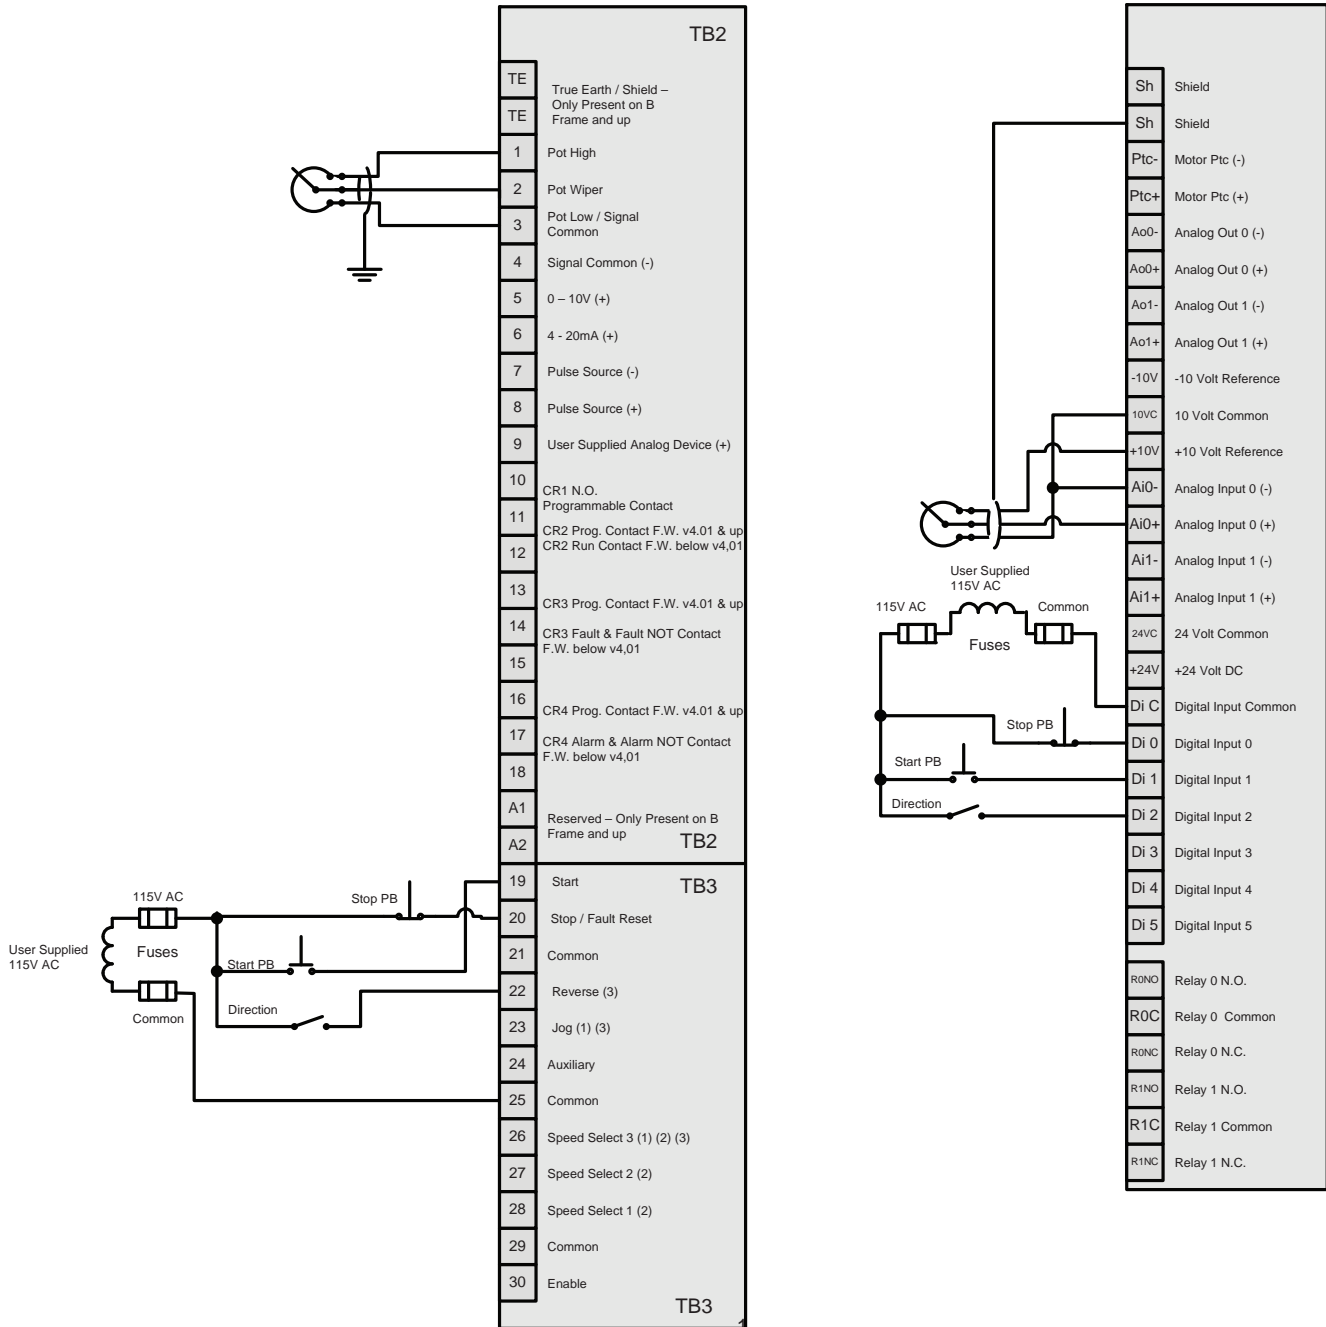 TB2
TE
TE
True Earth / Shield –
Only Present on B
Frame and up
1 Pot High
2 Pot Wiper
3 Pot Low / Signal
Common
4 Signal Common (-)
5 0 – 10V (+)
6 4 - 20mA (+)
7 Pulse Source (-)
8 Pulse Source (+)
9 User Supplied Analog Device (+)
10
CR1 N.O.
Programmable Contact
11
CR2 Prog. Contact F.W. v4.01 & up
CR2 Run Contact F.W. below v4,01
12
13
CR3 Prog. Contact F.W. v4.01 & up
14
CR3 Fault & Fault NOT Contact
F.W. below v4,01
15
16
CR4 Prog. Contact F.W. v4.01 & up
17
CR4 Alarm & Alarm NOT Contact
F.W. below v4,01
18
A1
Reserved – Only Present on B
Frame and up
A2
TB2
19 Start
TB3
20 Stop / Fault Reset
21 Common
22 Reverse (3)
23 Jog (1) (3)
24 Auxiliary
25 Common
26 Speed Select 3 (1) (2) (3)
27 Speed Select 2 (2)
28 Speed Select 1 (2)
29 Common
30 Enable
TB3
115V AC
Stop PB
User Supplied
115V AC
Fuses
Start PB
Common
Direction
Sh Shield
Sh Shield
Ptc- Motor Ptc (-)
Ptc+ Motor Ptc (+)
Ao0- Analog Out 0 (-)
Ao0+ Analog Out 0 (+)
Ao1- Analog Out 1 (-)
Ao1+ Analog Out 1 (+)
-10V -10 Volt Reference
10VC 10 Volt Common
+10V +10 Volt Reference
Ai0- Analog Input 0 (-)
Ai0+ Analog Input 0 (+)
Ai1- Analog Input 1 (-)
Ai1+ Analog Input 1 (+)
24VC 24 Volt Common
+24V +24 Volt DC
Di C Digital Input Common
Di 0 Digital Input 0
Di 1 Digital Input 1
Di 2 Digital Input 2
Di 3 Digital Input 3
Di 4 Digital Input 4
Di 5 Digital Input 5
R0NO Relay 0 N.O.
R0C Relay 0 Common
R0NC Relay 0 N.C.
R1NO Relay 1 N.O.
R1C Relay 1 Common
R1NC Relay 1 N.C.
User Supplied
115V AC
115V AC
Common
Fuses
Stop PB
Start PB
Direction